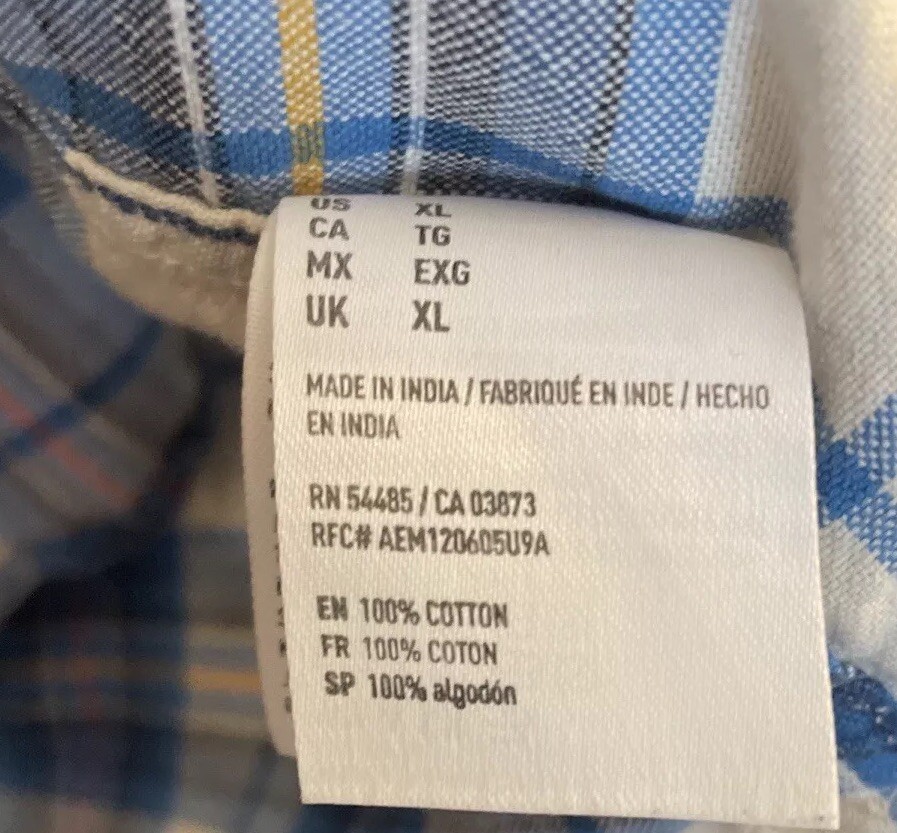 US XL
CA TG
MX EXG
UK XL
MADE IN INDIA / FABRIQUÉ EN INDE / HECHO
EN INDIA
RN 54485 / CA 03873
RFC# AEM120605U9A
EN 100% COTTON
FR 100% COTON
SP 100% algodón